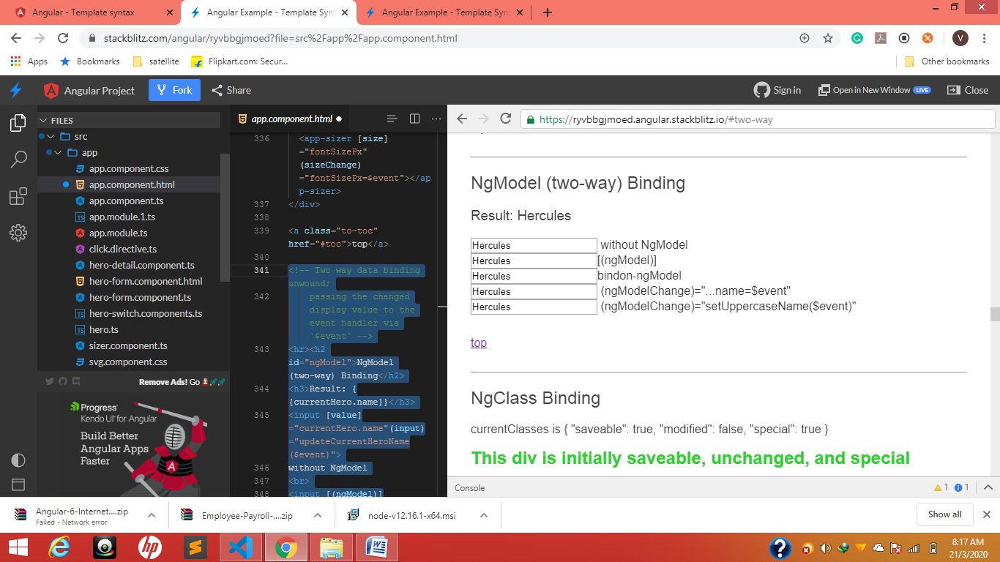 Angular - Template syntax
Angular Example - Template Synt
Angular Example - Template Synt
stackblitz.com/angular/ryvbbgjmoed?file=src%2Fapp%2Fapp.component.html
V
Apps
Bookmarks
satellite
Flipkart.com: Secur...
Other bookmarks
Angular Project
Fork
Share
Sign in
Open in New Window LIVE
Close
FILES
src
app
app.component.css
app.component.html
app.component.ts
app.module.1.ts
app.module.ts
click.directive.ts
hero-detail.component.ts
hero-form.component.html
hero-form.component.ts
hero-switch.components.ts
hero.ts
sizer.component.ts
svg.component.css
Remove Ads! Go
Progress
Kendo UI for Angular
Build Better
Angular Apps
Faster
app.component.html
336 <app-sizer [size]
="fontSizePx"
(sizeChange)
="fontSizePx=$event"></ap
p-sizer>
337 </div>
338
339 <a class="to-toc"
href="#toc">top</a>
340
341 <!-- Two way data binding
unwound;
342 passing the changed
display value to the
event handler via
`$event` -->
343 <hr><h2
id="ngModel">NgModel
(two-way) Binding</h2>
344 <h3>Result: {
{currentHero.name}}</h3>
345 <input [value]
="currentHero.name"(input)
="updateCurrentHeroName
($event)">
346 without NgModel
347 <br>
348 <input [(ngModel)]
https://ryvbbgjmoed.angular.stackblitz.io/#two-way
NgModel (two-way) Binding
Result: Hercules
Hercules without NgModel
Hercules [(ngModel)]
Hercules bindon-ngModel
Hercules (ngModelChange)="...name=$event"
Hercules (ngModelChange)="setUppercaseName($event)"
top
NgClass Binding
currentClasses is { "saveable": true, "modified": false, "special": true }
This div is initially saveable, unchanged, and special
Console
1 1
Angular-6-Internet....zip
Failed - Network error
Employee-Payroll-....zip
node-v12.16.1-x64.msi
Show all
8:17 AM
21/3/2020